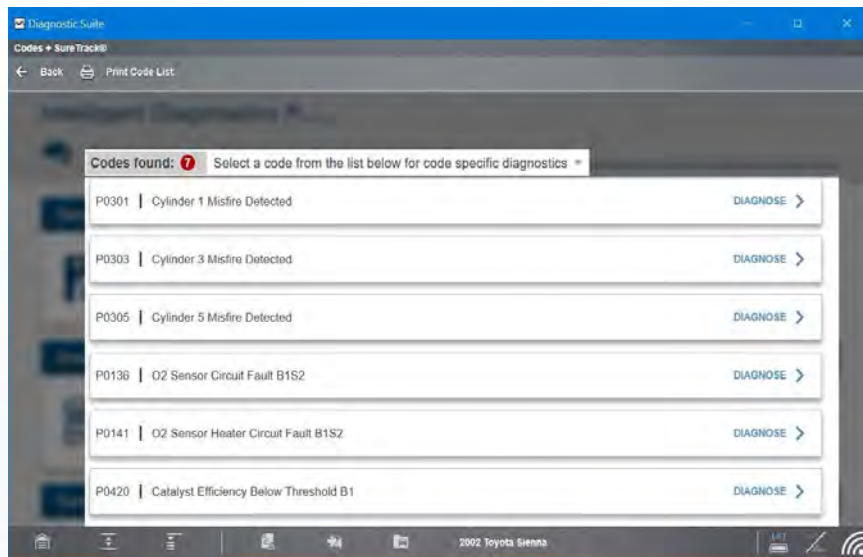 Diagnostic Suite
Codes + SureTrack®
Back Print Code List
Codes found: 7 Select a code from the list below for code specific diagnostics
P0301 | Cylinder 1 Misfire Detected DIAGNOSE
P0303 | Cylinder 3 Misfire Detected DIAGNOSE
P0305 | Cylinder 5 Misfire Detected DIAGNOSE
P0136 | O2 Sensor Circuit Fault B1S2 DIAGNOSE
P0141 | O2 Sensor Heater Circuit Fault B1S2 DIAGNOSE
P0420 | Catalyst Efficiency Below Threshold B1 DIAGNOSE
2002 Toyota Sienna